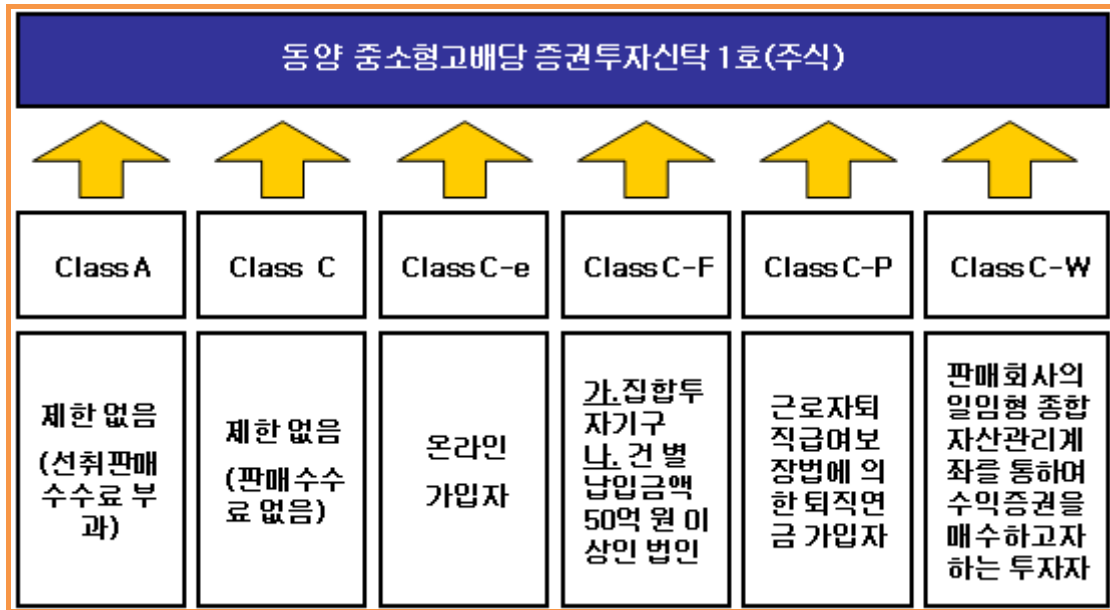 동양 중소형고배당 증권투자신탁 1호(주식)
Class A
Class C
Class C-e
Class C-F
Class C-P
Class C-W
제한 없음
(선취판매
수수료 부
과)
제한 없음
(판매수수
료 없음)
온라인
가입자
가.집합투
자기구
나. 건 별
납입금액
50억 원 이
상인 법인
근로자퇴
직급여보
장법에 의
한 퇴직연
금 가입자
판매회사의
일임형 종합
자산관리계
좌를 통하여
수익증권을
매수하고자
하는 투자자